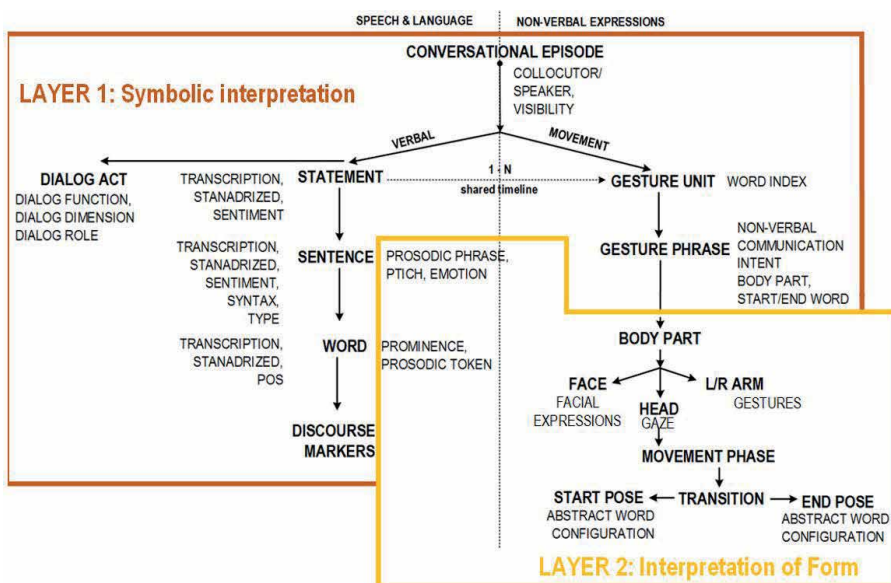 SPEECH & LANGUAGE
NON-VERBAL EXPRESSIONS
CONVERSATIONAL EPISODE
COLLOCUTOR/
SPEAKER,
VISIBILITY
LAYER 1: Symbolic interpretation
VERBAL
MOVEMENT
DIALOG ACT
DIALOG FUNCTION,
DIALOG DIMENSION
DIALOG ROLE
TRANSCRIPTION,
STANADRIZED,
SENTIMENT
STATEMENT
1 - N
shared timeline
GESTURE UNIT
WORD INDEX
TRANSCRIPTION,
STANADRIZED,
SENTIMENT,
SYNTAX,
TYPE
SENTENCE
PROSODIC PHRASE,
PTICH, EMOTION
GESTURE PHRASE
NON-VERBAL
COMMUNICATION
INTENT
BODY PART,
START/END WORD
TRANSCRIPTION,
STANADRIZED,
POS
WORD
PROMINENCE,
PROSODIC TOKEN
DISCOURSE
MARKERS
BODY PART
FACE
FACIAL
EXPRESSIONS
HEAD
GAZE
L/R ARM
GESTURES
MOVEMENT PHASE
START POSE
ABSTRACT WORD
CONFIGURATION
TRANSITION
END POSE
ABSTRACT WORD
CONFIGURATION
LAYER 2: Interpretation of Form